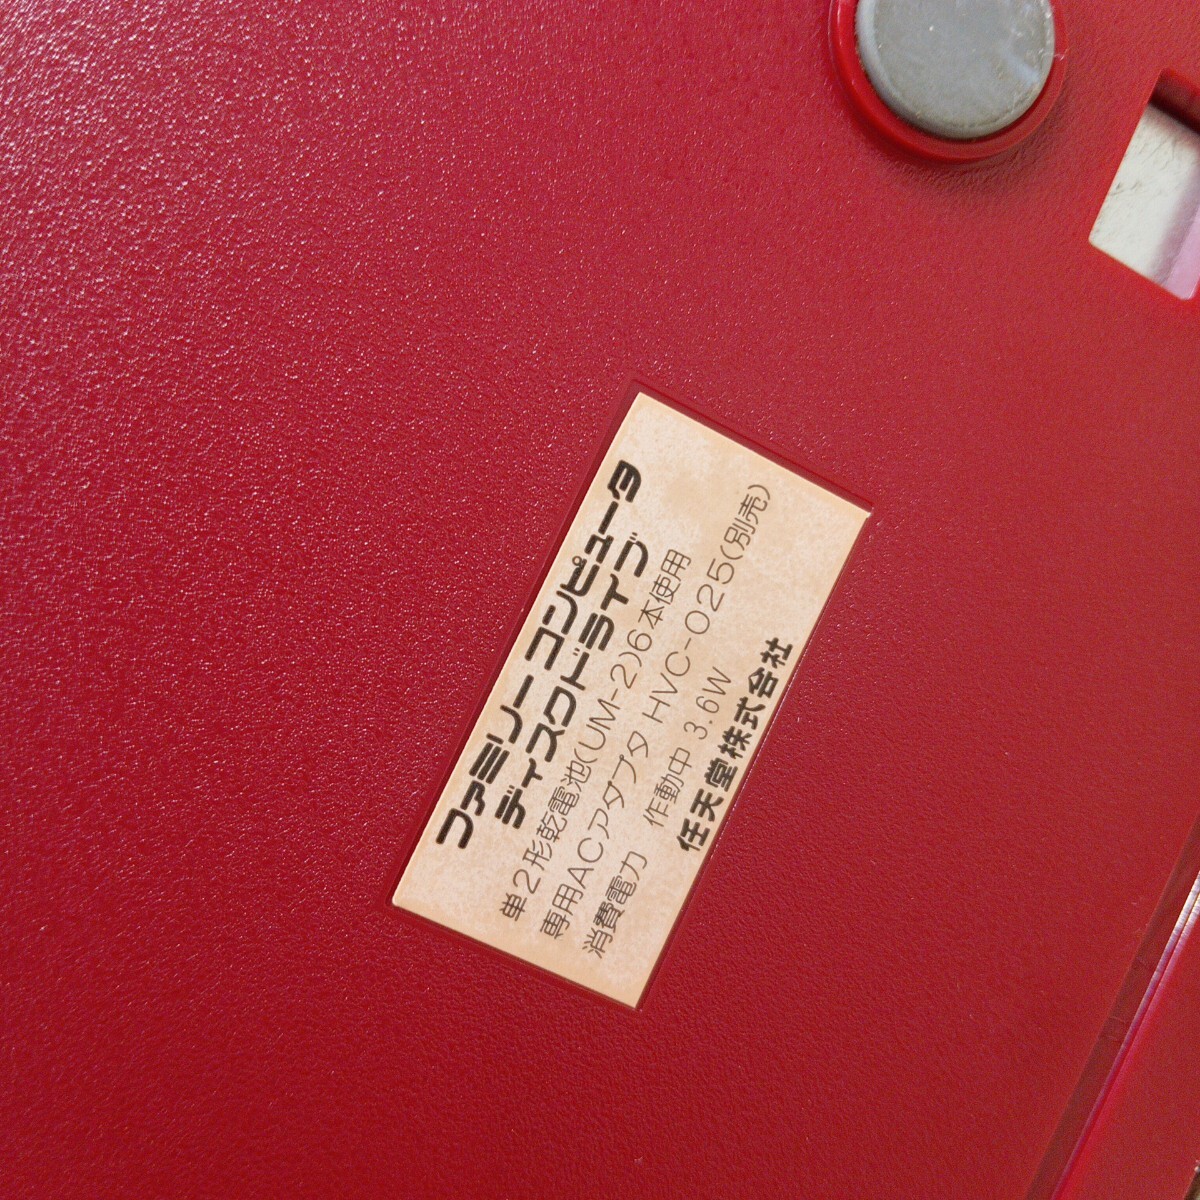 ファミリー コンピュータ
ディスクドライブ
単2形乾電池(UM-2)6本使用
専用ACアダプタ HVC-025(別売)
消費電力 作動中 3.6W
任天堂株式会社